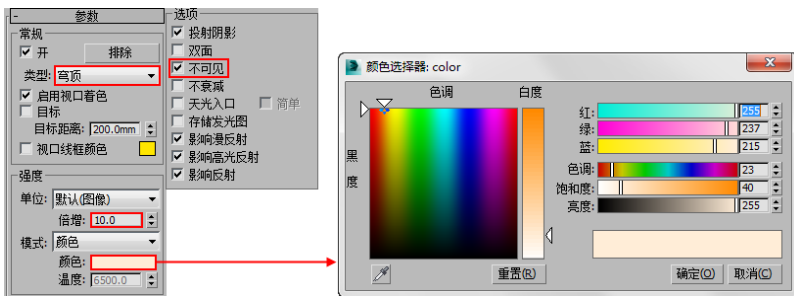 - 参数
常规
开 排除
类型: 穹顶
启用视口着色
目标
目标距离: 200.0mm
视口线框颜色
强度
单位: 默认(图像)
倍增: 10.0
模式: 颜色
颜色:
温度: 6500.0
选项
投射阴影
双面
不可见
不衰减
天光入口 简单
存储发光图
影响漫反射
影响高光反射
影响反射
颜色选择器: color
色调 白度
黑
度
红: 255
绿: 237
蓝: 215
色调: 23
饱和度: 40
亮度: 255
重置(R) 确定(O) 取消(C)